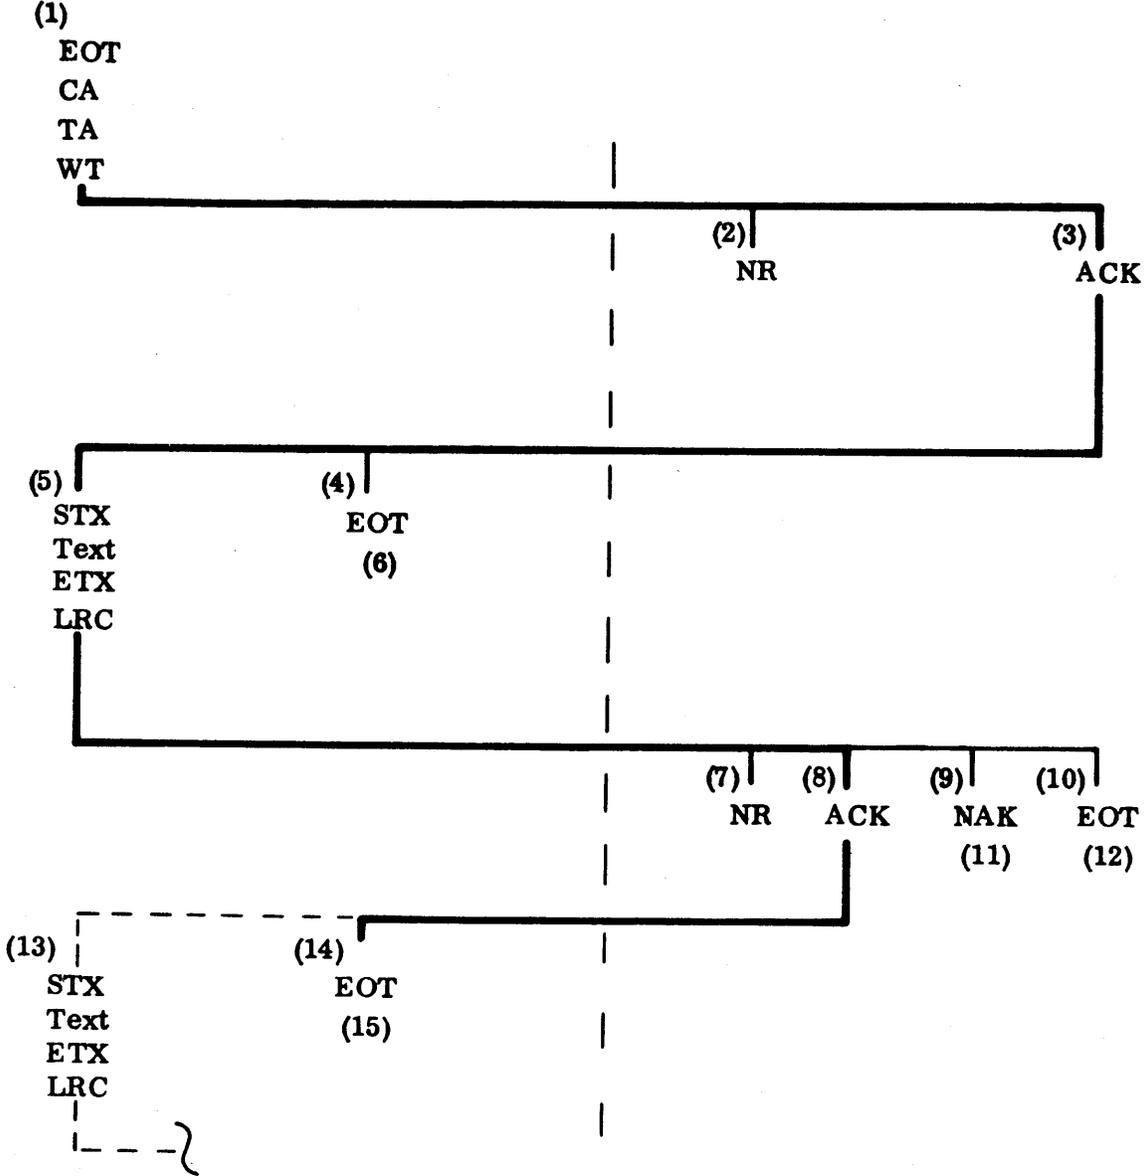 (1)
EOT
CA
TA
WT
(2)
NR
(3)
ACK
(5)
STX
Text
ETX
LRC
(4)
EOT
(6)
(7)
NR
(8)
ACK
(9)
NAK
(11)
(10)
EOT
(12)
(13)
STX
Text
ETX
LRC
(14)
EOT
(15)